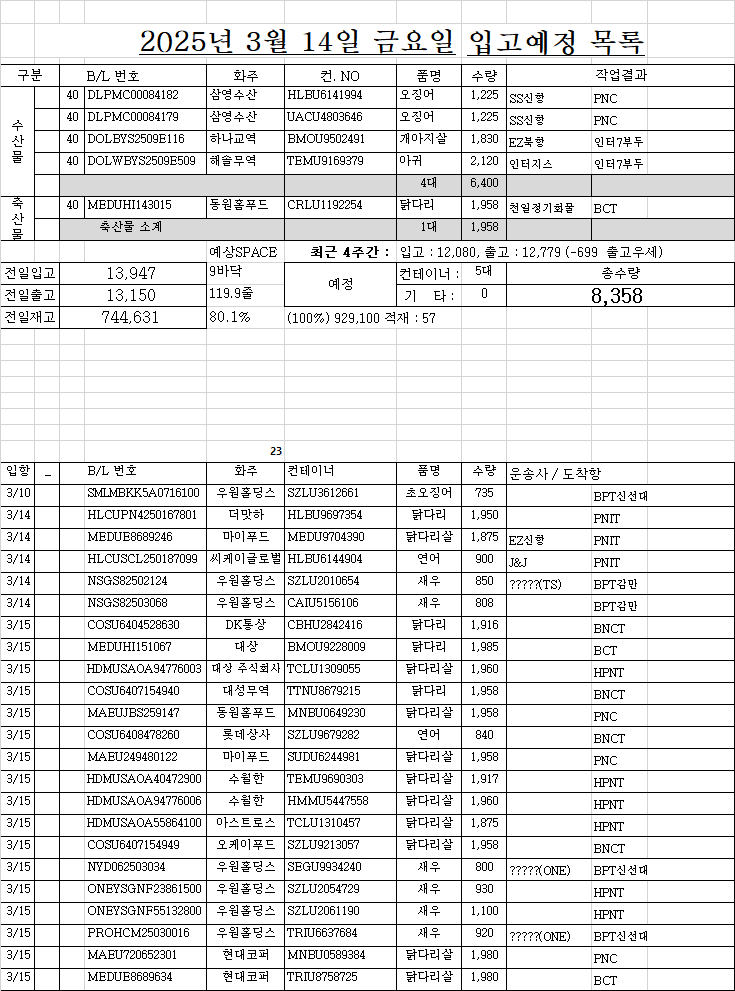 2025년 3월 14일 금요일 입고예정 목록
구분 B/L 번호 화주 컨. NO 품명 수량 작업결과
수산물
40 DLPMC00084182 삼영수산 HLBU6141994 오징어 1,225 SS신항 PNC
40 DLPMC00084179 삼영수산 UACU4803646 오징어 1,225 SS신항 PNC
40 DOLBYS2509E116 하나교역 BMOU9502491 개아지살 1,830 EZ북항 인터7부두
40 DOLWBYS2509E509 해솔무역 TEMU9169379 아귀 2,120 인터지스 인터7부두
4대 6,400
축산물
40 MEDUHI143015 동원홈푸드 CRLU1192254 닭다리 1,958 천일정기화물 BCT
축산물 소계 1대 1,958
예상SPACE 최근 4주간 : 입고 : 12,080, 출고 : 12,779 (-699 출고우세)
전일입고 13,947 9바닥 예정 컨테이너 : 5대 총수량
전일출고 13,150 119.9줄 기 타 : 0 8,358
전일재고 744,631 80.1% (100%) 929,100 적재 : 57
23
입항 _ B/L 번호 화주 컨테이너 품명 수량 운송사 / 도착항
3/10 SMLMBKK5A0716100 우원홀딩스 SZLU3612661 초오징어 735 BPT신선대
3/14 HLCUPN4250167801 더맛하 HLBU9697354 닭다리 1,950 PNIT
3/14 MEDUE8689246 마이푸드 MEDU9704390 닭다리살 1,875 EZ신항 PNIT
3/14 HLCUSCL250187099 씨케이글로벌 HLBU6144904 연어 900 J&J PNIT
3/14 NSGS82502124 우원홀딩스 SZLU2010654 새우 850 ?????(TS) BPT감만
3/14 NSGS82503068 우원홀딩스 CAIU5156106 새우 808 BPT감만
3/15 COSU6404528630 DK통상 CBHU2842416 닭다리 1,916 BNCT
3/15 MEDUHI151067 대상 BMOU9228009 닭다리 1,985 BCT
3/15 HDMUSAOA94776003 대상 주식회사 TCLU1309055 닭다리살 1,960 HPNT
3/15 COSU6407154940 대성무역 TTNU8679215 닭다리 1,958 BNCT
3/15 MAEUJBS259147 동원홈푸드 MNBU0649230 닭다리살 1,958 PNC
3/15 COSU6408478260 롯데상사 SZLU9679282 연어 840 BNCT
3/15 MAEU249480122 마이푸드 SUDU6244981 닭다리살 1,958 PNC
3/15 HDMUSAOA40472900 수월한 TEMU9690303 닭다리살 1,917 HPNT
3/15 HDMUSAOA94776006 수월한 HMMU5447558 닭다리살 1,960 HPNT
3/15 HDMUSAOA55864100 아스트로스 TCLU1310457 닭다리살 1,875 HPNT
3/15 COSU6407154949 오케이푸드 SZLU9213057 닭다리살 1,958 BNCT
3/15 NYD062503034 우원홀딩스 SEGU9934240 새우 800 ?????(ONE) BPT신선대
3/15 ONEYSGNF23861500 우원홀딩스 SZLU2054729 새우 930 HPNT
3/15 ONEYSGNF55132800 우원홀딩스 SZLU2061190 새우 1,100 HPNT
3/15 PROHCM25030016 우원홀딩스 TRIU6637684 새우 920 ?????(ONE) BPT신선대
3/15 MAEU720652301 현대코퍼 MNBU0589384 닭다리살 1,980 PNC
3/15 MEDUE8689634 현대코퍼 TRIU8758725 닭다리살 1,980 BCT